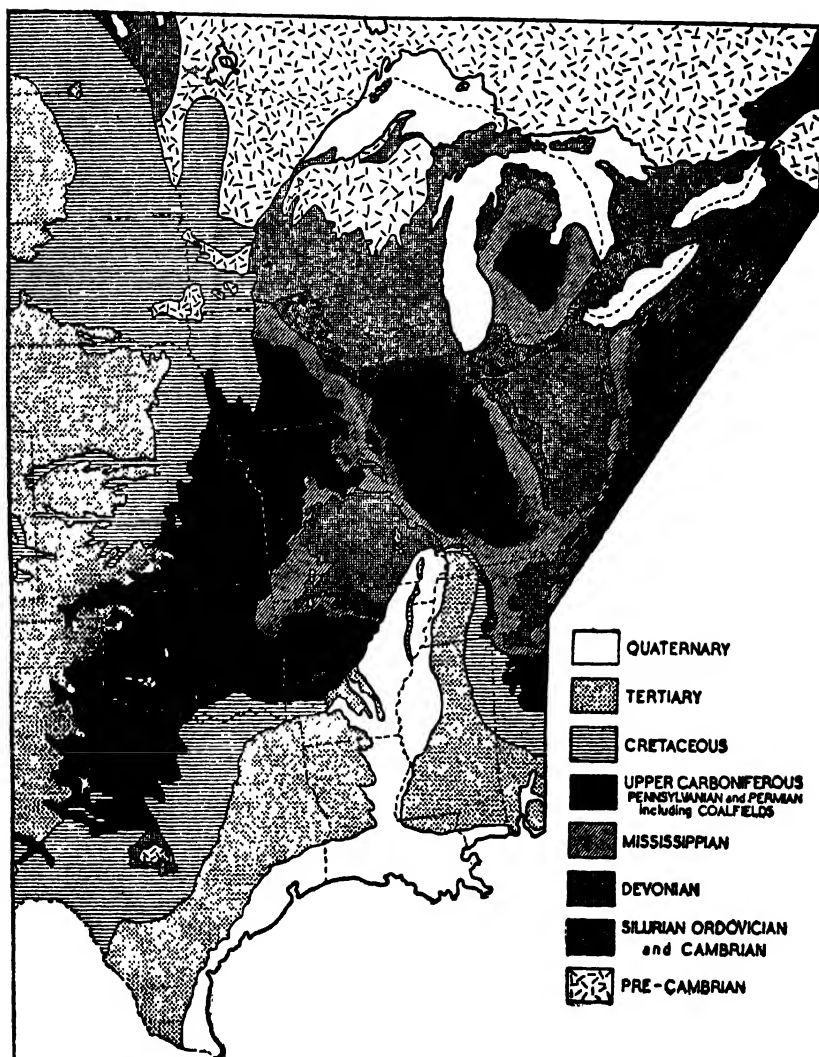 QUATERNARY
TERTIARY
CRETACEOUS
UPPER CARBONIFEROUS
PENNSYLVANIAN and PERMIAN
including COALFIELDS
MISSISSIPPIAN
DEVONIAN
SILURIAN ORDOVICIAN
and CAMBRIAN
PRE-CAMBRIAN